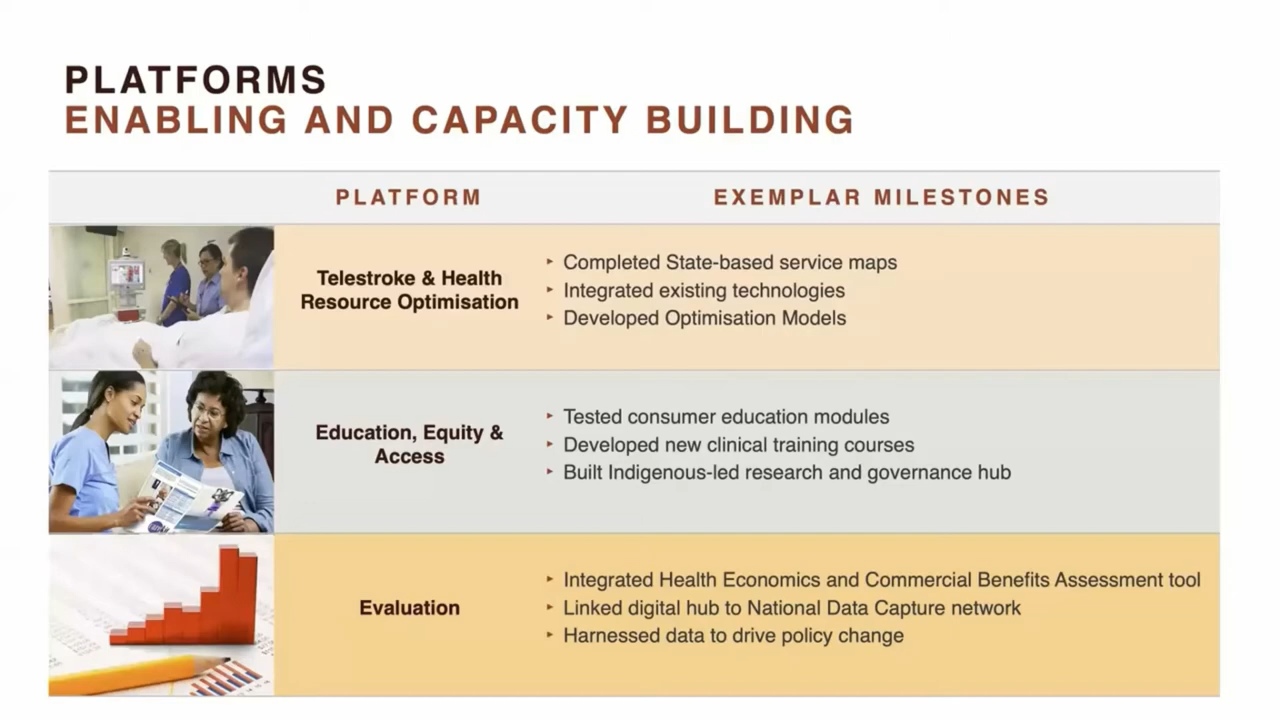 PLATFORMS
ENABLING AND CAPACITY BUILDING
PLATFORM
EXEMPLAR MILESTONES
Telestroke & Health
Resource Optimisation
‣ Completed State-based service maps
‣ Integrated existing technologies
‣ Developed Optimisation Models
Education, Equity &
Access
‣ Tested consumer education modules
‣ Developed new clinical training courses
‣ Built Indigenous-led research and governance hub
Evaluation
‣ Integrated Health Economics and Commercial Benefits Assessment tool
‣ Linked digital hub to National Data Capture network
‣ Harnessed data to drive policy change